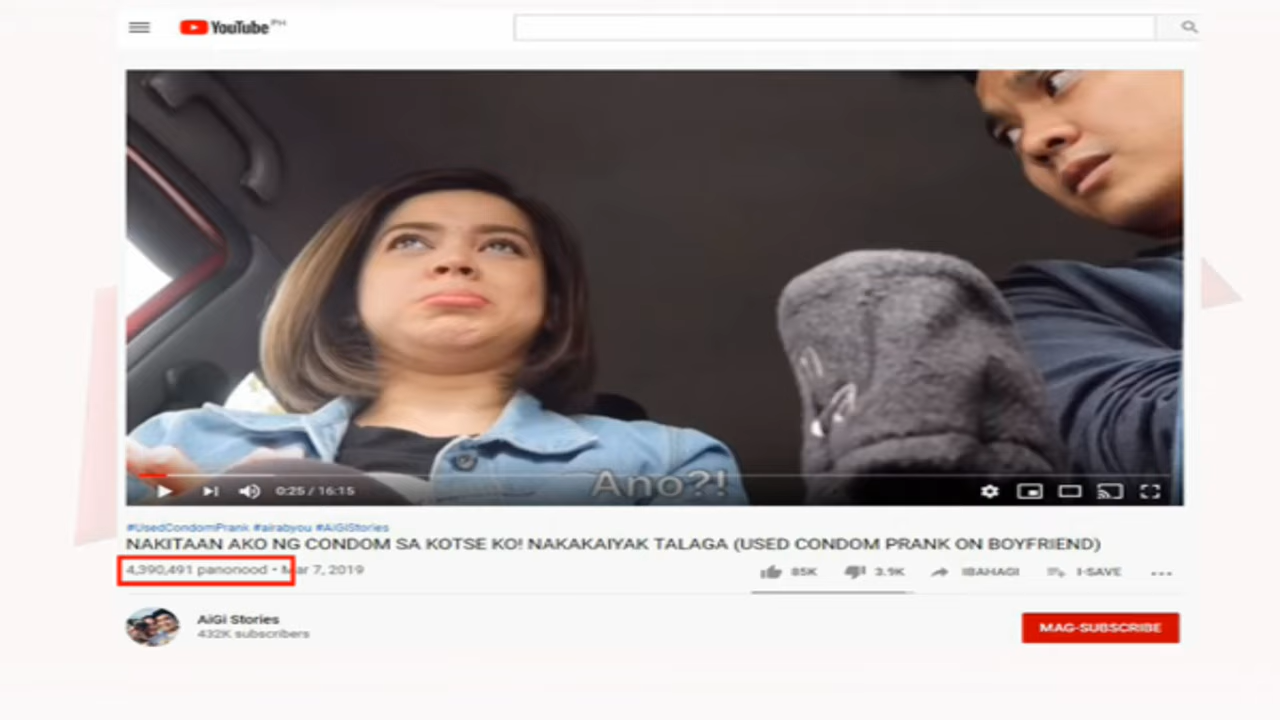 YouTube PH
Ano?!
0:25 / 16:15
#UsedCondomPrank #airabyou #AiGiStories
NAKITAAN AKO NG CONDOM SA KOTSE KO! NAKAKAIYAK TALAGA (USED CONDOM PRANK ON BOYFRIEND)
4,390,491 panonood • Mar 7, 2019
85K 3.9K IBAHAGI I-SAVE
AiGi Stories
432K subscribers
MAG-SUBSCRIBE